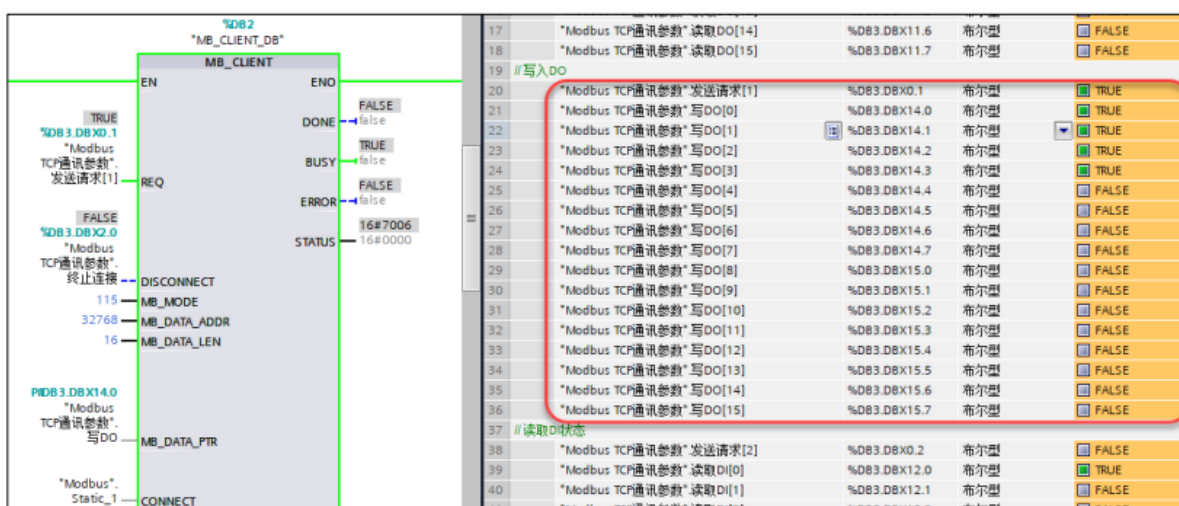 %DB2
"MB_CLIENT_DB"
MB_CLIENT
EN
ENO
FALSE
DONE
false
TRUE
%DB3.DBX0.1
"Modbus
TCP通讯参数".
发送请求[1]
REQ
TRUE
BUSY
false
FALSE
ERROR
false
16#7006
STATUS
16#0000
FALSE
%DB3.DBX2.0
"Modbus
TCP通讯参数".
终止连接
DISCONNECT
115
MB_MODE
32768
MB_DATA_ADDR
16
MB_DATA_LEN
P#DB3.DBX14.0
"Modbus
TCP通讯参数".
写DO
MB_DATA_PTR
"Modbus".
Static_1
CONNECT
17 "Modbus TCP通讯参数".读取DO[14] %DB3.DBX11.6 布尔型 FALSE
18 "Modbus TCP通讯参数".读取DO[15] %DB3.DBX11.7 布尔型 FALSE
19 //写入DO
20 "Modbus TCP通讯参数".发送请求[1] %DB3.DBX0.1 布尔型 TRUE
21 "Modbus TCP通讯参数".写DO[0] %DB3.DBX14.0 布尔型 TRUE
22 "Modbus TCP通讯参数".写DO[1] %DB3.DBX14.1 布尔型 TRUE
23 "Modbus TCP通讯参数".写DO[2] %DB3.DBX14.2 布尔型 TRUE
24 "Modbus TCP通讯参数".写DO[3] %DB3.DBX14.3 布尔型 TRUE
25 "Modbus TCP通讯参数".写DO[4] %DB3.DBX14.4 布尔型 FALSE
26 "Modbus TCP通讯参数".写DO[5] %DB3.DBX14.5 布尔型 FALSE
27 "Modbus TCP通讯参数".写DO[6] %DB3.DBX14.6 布尔型 FALSE
28 "Modbus TCP通讯参数".写DO[7] %DB3.DBX14.7 布尔型 FALSE
29 "Modbus TCP通讯参数".写DO[8] %DB3.DBX15.0 布尔型 FALSE
30 "Modbus TCP通讯参数".写DO[9] %DB3.DBX15.1 布尔型 FALSE
31 "Modbus TCP通讯参数".写DO[10] %DB3.DBX15.2 布尔型 FALSE
32 "Modbus TCP通讯参数".写DO[11] %DB3.DBX15.3 布尔型 FALSE
33 "Modbus TCP通讯参数".写DO[12] %DB3.DBX15.4 布尔型 FALSE
34 "Modbus TCP通讯参数".写DO[13] %DB3.DBX15.5 布尔型 FALSE
35 "Modbus TCP通讯参数".写DO[14] %DB3.DBX15.6 布尔型 FALSE
36 "Modbus TCP通讯参数".写DO[15] %DB3.DBX15.7 布尔型 FALSE
37 //读取DI状态
38 "Modbus TCP通讯参数".发送请求[2] %DB3.DBX0.2 布尔型 FALSE
39 "Modbus TCP通讯参数".读取DI[0] %DB3.DBX12.0 布尔型 TRUE
40 "Modbus TCP通讯参数".读取DI[1] %DB3.DBX12.1 布尔型 FALSE